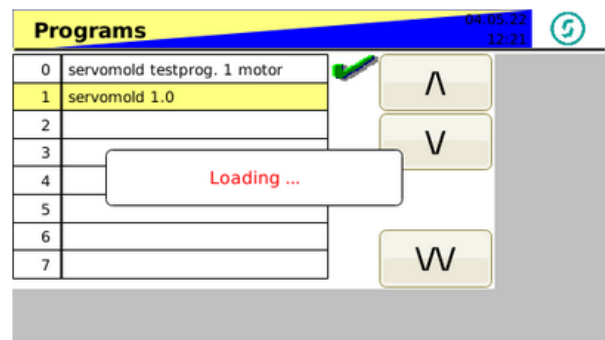 Programs
04.05.22
12:21
0 servomold testprog. 1 motor
/\
1 servomold 1.0
2
\/
3
4
Loading ...
5
6
7
\/\/